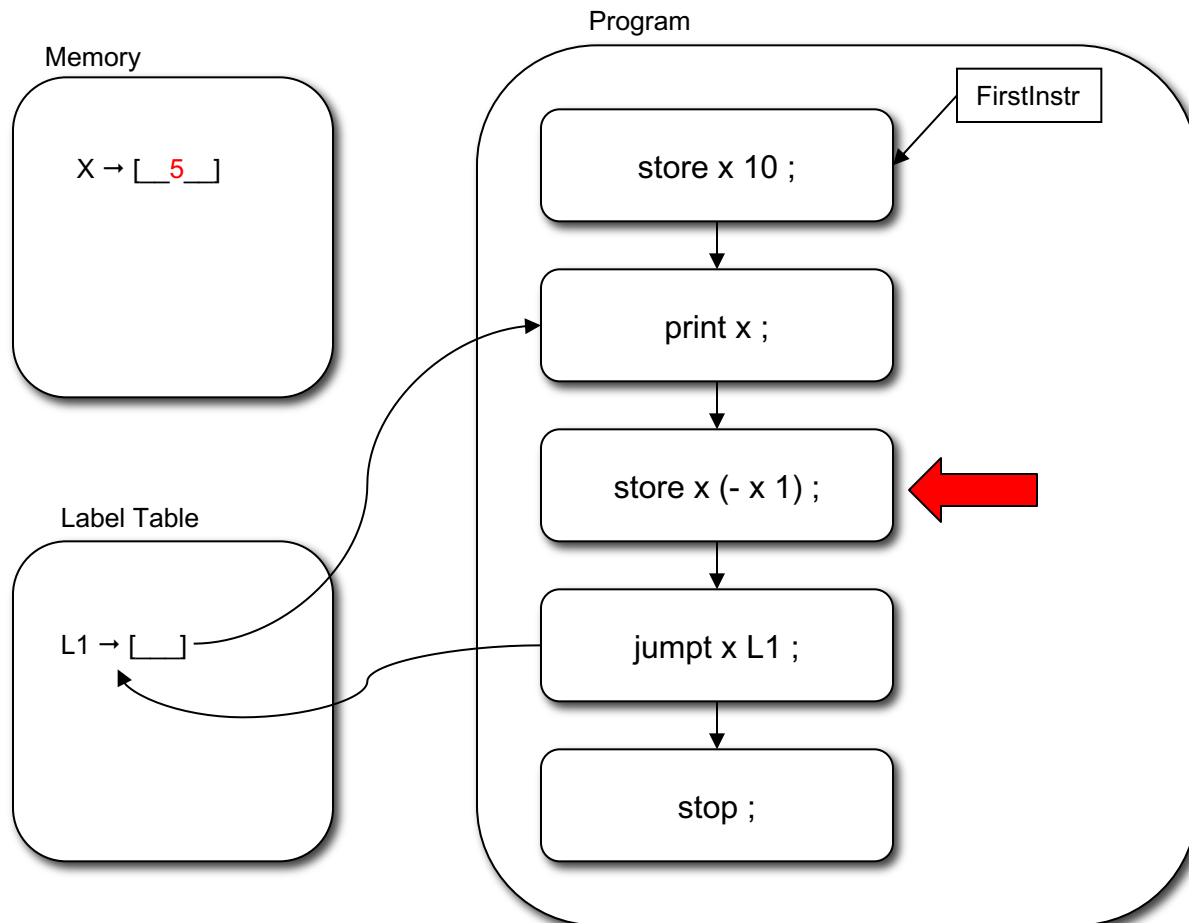 Program
Memory
FirstInstr
store x 10 ;
X → [__5__]
print x ;
store x (- x 1) ;
Label Table
L1 → [___]
jumpt x L1 ;
stop ;